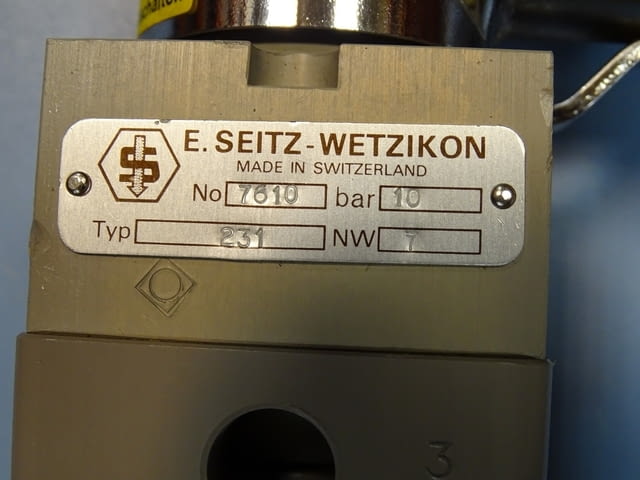 E. SEITZ-WETZIKON
MADE IN SWITZERLAND
No 7610 bar 10
Typ 231 NW 7
3